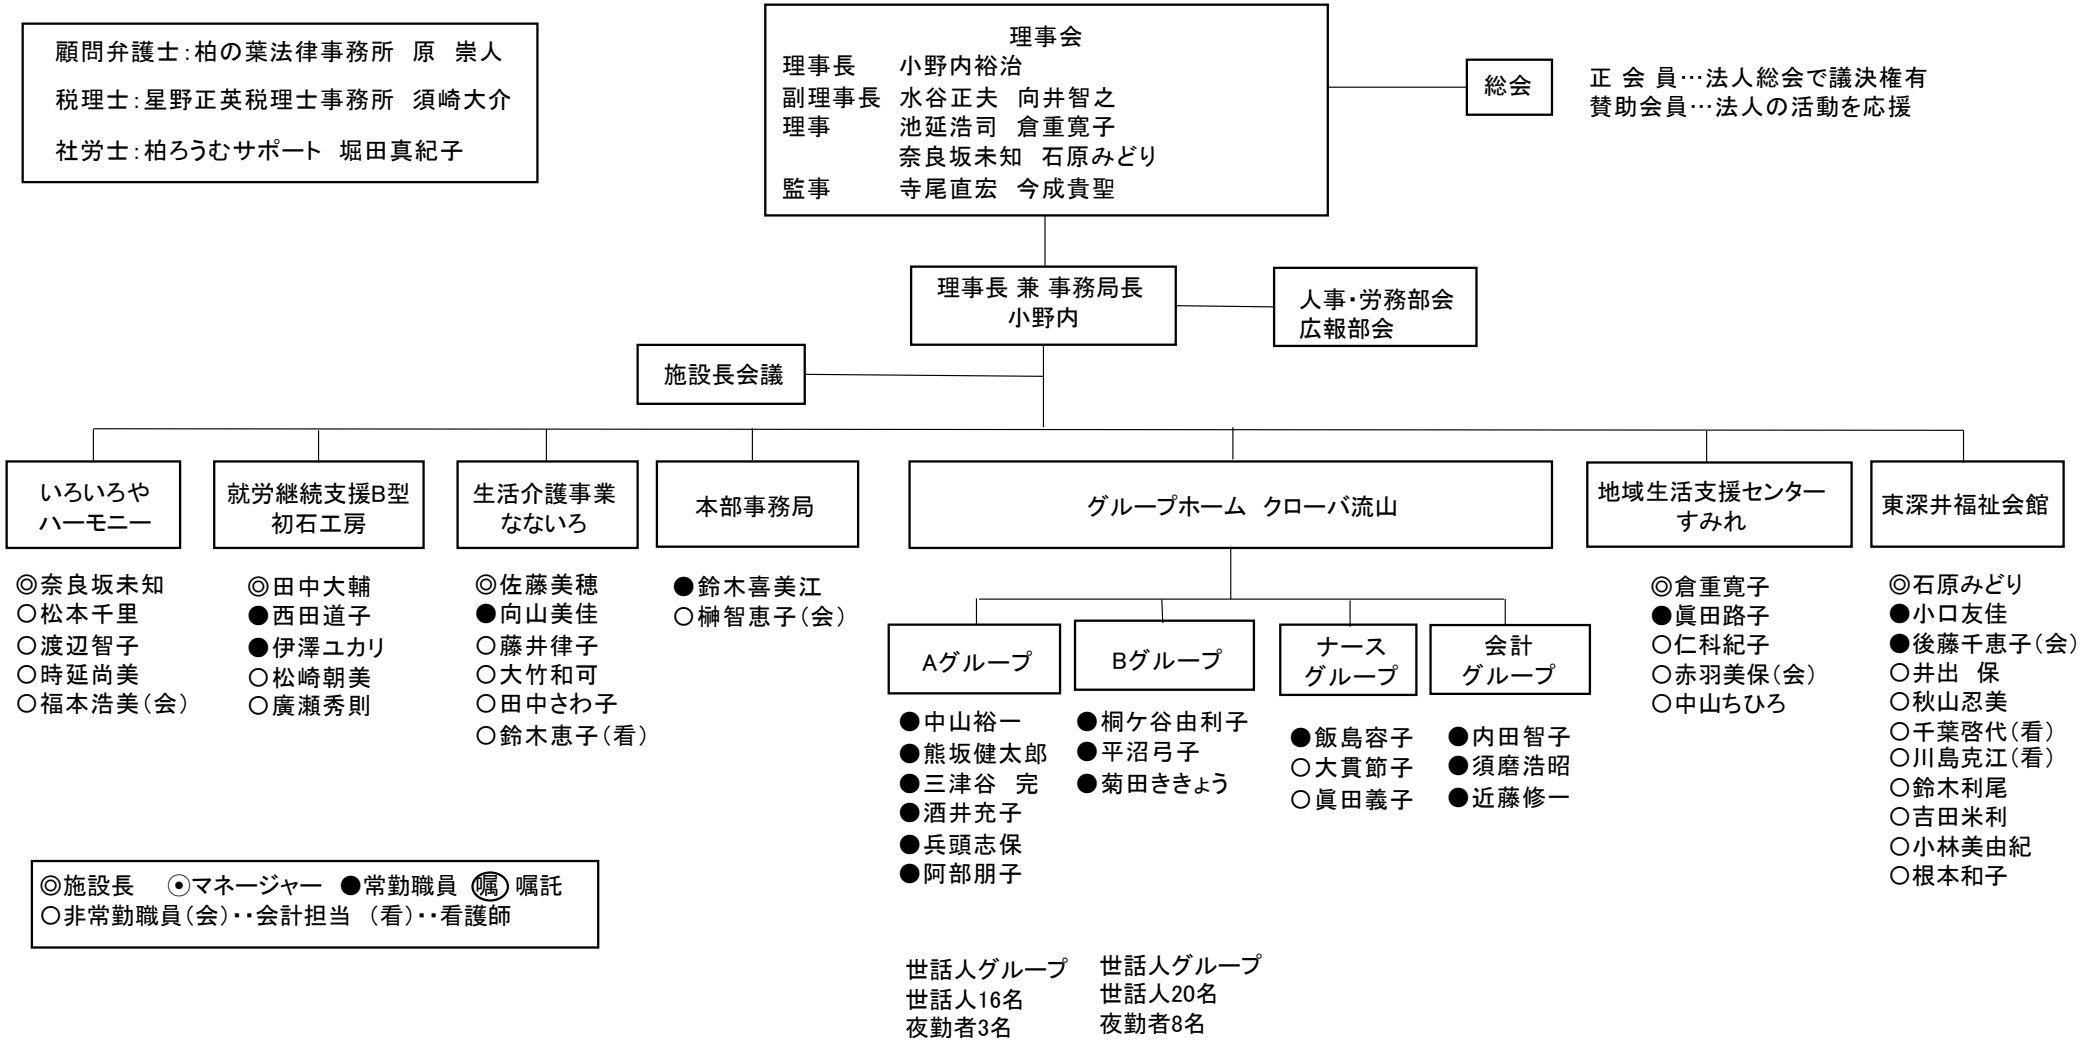 顧問弁護士：柏の葉法律事務所　原　崇人
税理士：星野正英税理士事務所　須崎大介
社労士：柏ろうむサポート　堀田真紀子
理事会
理事長　小野内裕治
副理事長　水谷正夫　向井智之
理事　池延浩司　倉重寛子
奈良坂未知　石原みどり
監事　寺尾直宏　今成貴聖
総会
正 会 員…法人総会で議決権有
賛助会員…法人の活動を応援
理事長 兼 事務局長
小野内
人事・労務部会
広報部会
施設長会議
いろいろや
ハーモニー
◎奈良坂未知
○松本千里
○渡辺智子
○時延尚美
○福本浩美（会）
就労継続支援B型
初石工房
◎田中大輔
●西田道子
●伊澤ユカリ
○松崎朝美
○廣瀬秀則
生活介護事業
なないろ
◎佐藤美穂
●向山美佳
○藤井律子
○大竹和可
○田中さわ子
○鈴木恵子（看）
本部事務局
●鈴木喜美江
○榊智恵子（会）
グループホーム　クローバ流山
Aグループ
●中山裕一
●熊坂健太郎
●三津谷　完
●酒井充子
●兵頭志保
●阿部朋子
世話人グループ
世話人16名
夜勤者3名
Bグループ
●桐ケ谷由利子
●平沼弓子
●菊田ききょう
世話人グループ
世話人20名
夜勤者8名
ナース
グループ
●飯島容子
○大貫節子
○眞田義子
会計
グループ
●内田智子
●須磨浩昭
●近藤修一
地域生活支援センター
すみれ
◎倉重寛子
●眞田路子
○仁科紀子
○赤羽美保（会）
○中山ちひろ
東深井福祉会館
◎石原みどり
●小口友佳
●後藤千恵子（会）
○井出　保
○秋山忍美
○千葉啓代（看）
○川島克江（看）
○鈴木利尾
○吉田米利
○小林美由紀
○根本和子
◎施設長　⊙マネージャー　●常勤職員　嘱 嘱託
○非常勤職員（会）・・会計担当　（看）・・看護師